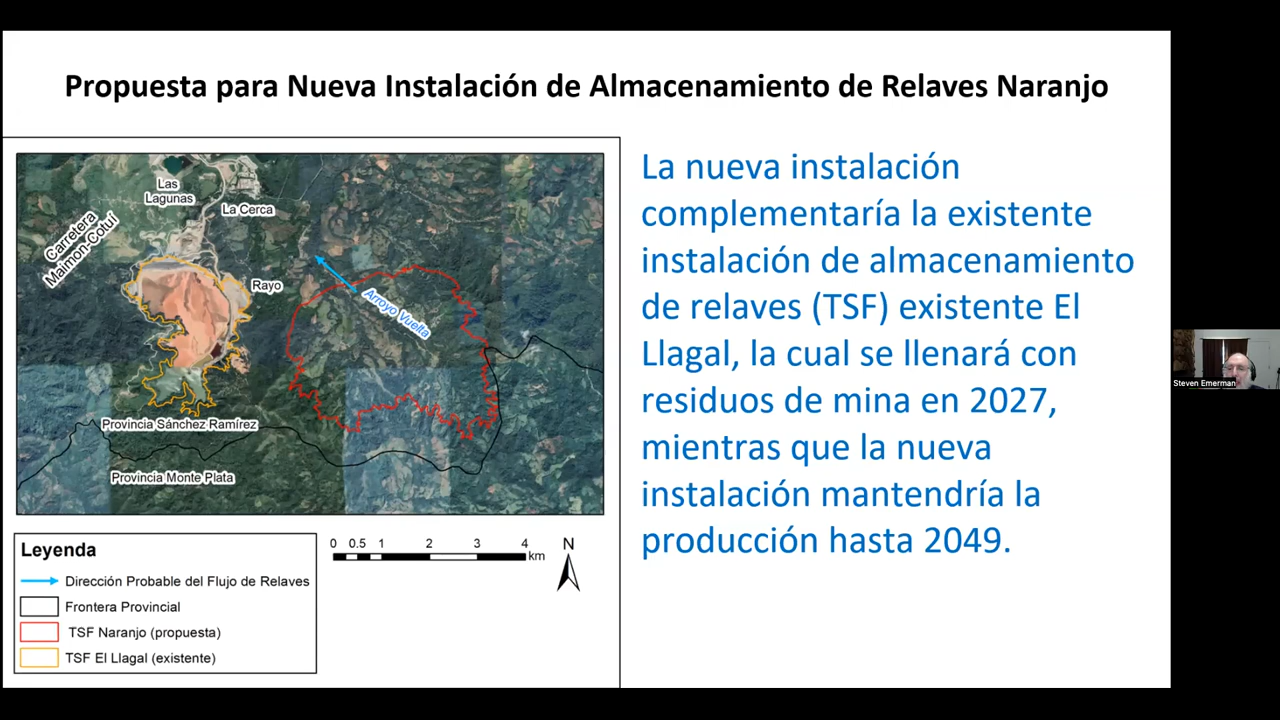 Propuesta para Nueva Instalación de Almacenamiento de Relaves Naranjo
Las
Lagunas
La Cerca
Carretera
Maimon-Cotuí
Rayo
Arroyo Vuelta
Provincia Sánchez Ramírez
Provincia Monte Plata
La nueva instalación
complementaría la existente
instalación de almacenamiento
de relaves (TSF) existente El
Llagal, la cual se llenará con
residuos de mina en 2027,
mientras que la nueva
instalación mantendría la
producción hasta 2049.
Leyenda
Dirección Probable del Flujo de Relaves
Frontera Provincial
TSF Naranjo (propuesta)
TSF El Llagal (existente)
0 0.5 1 2 3 4
km
N
Steven Emerman